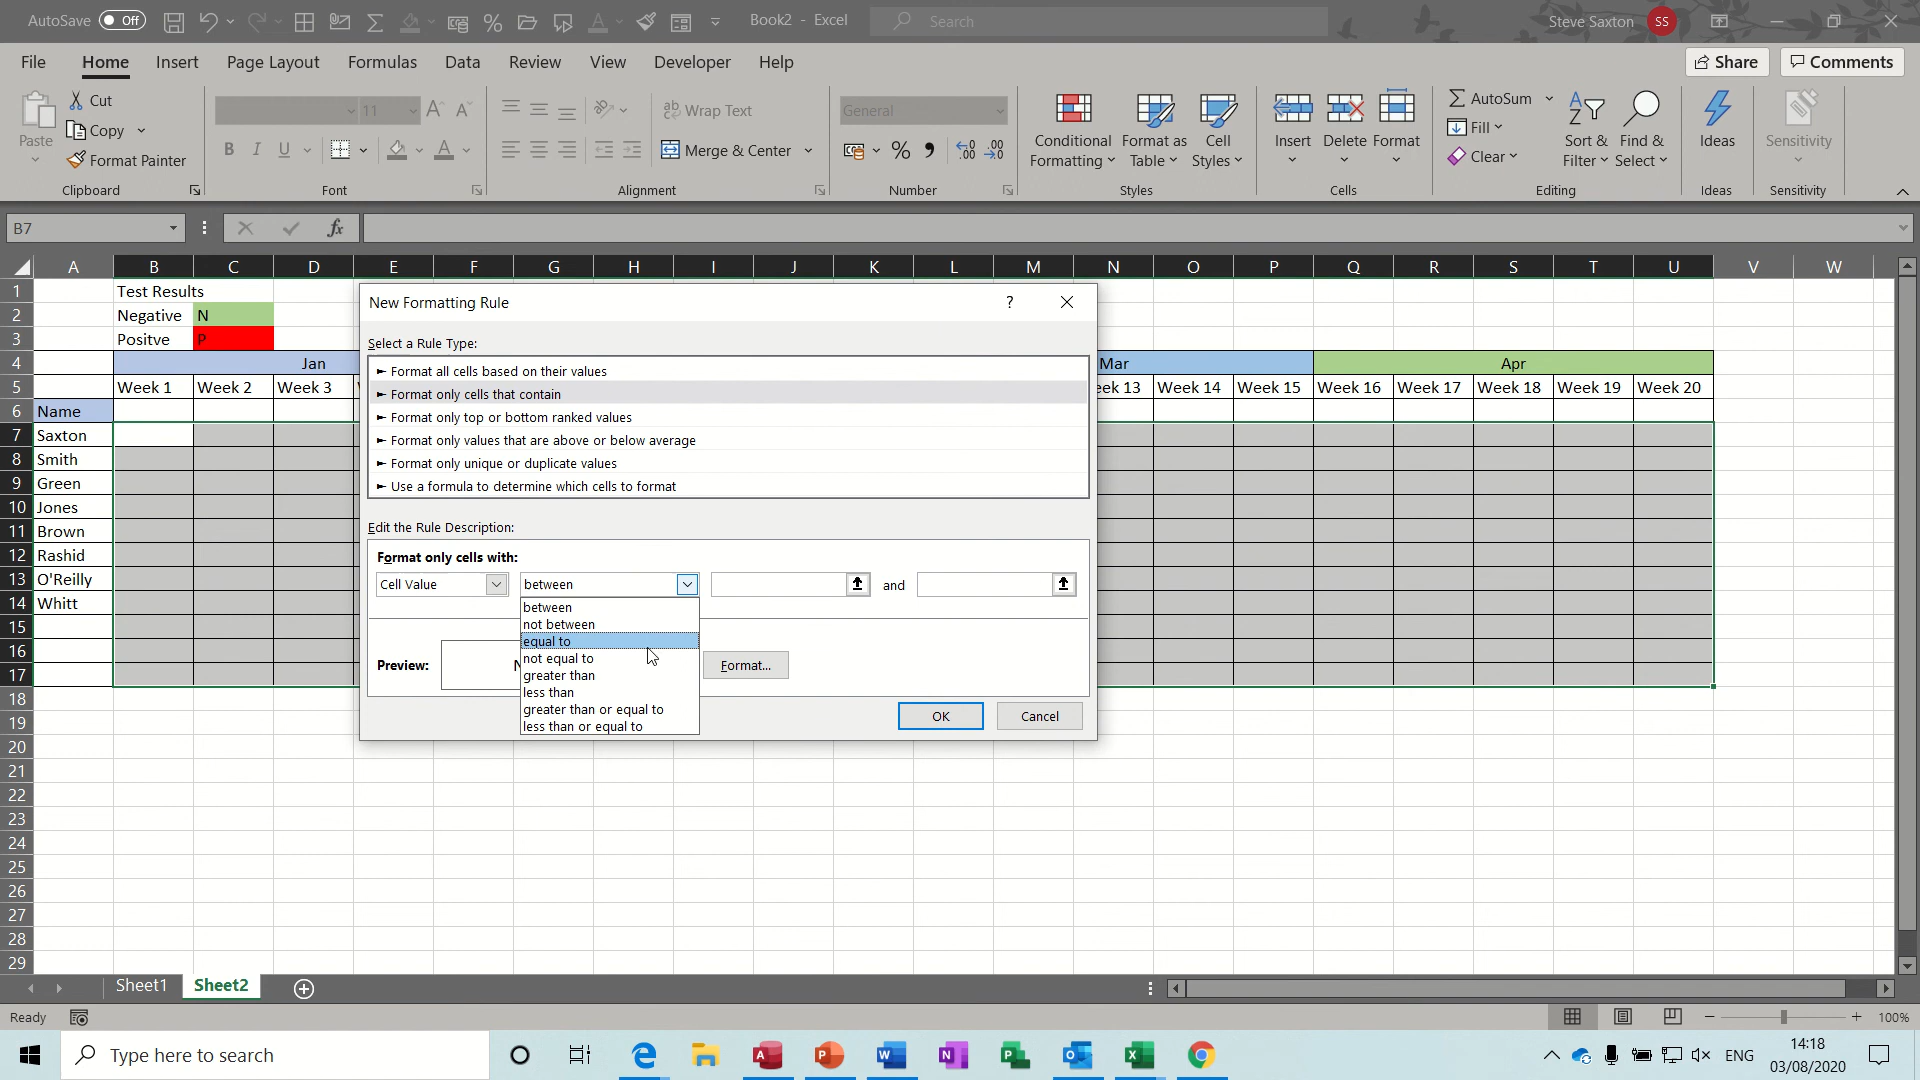 AutoSave Off Book2 - Excel Search Steve Saxton SS
File Home Insert Page Layout Formulas Data Review View Developer Help Share Comments
Paste Cut Copy Format Painter
11
Wrap Text
Merge & Center
General
Conditional Formatting Format as Table Cell Styles
Insert Delete Format
AutoSum Fill Clear
Sort & Filter Find & Select
Ideas
Sensitivity
Clipboard Font Alignment Number Styles Cells Editing Ideas Sensitivity
B7 fx
A B C D E F G H I J K L M N O P Q R S T U V W
1 Test Results
2 Negative N
3 Positve P
4 Jan Mar Apr
5 Week 1 Week 2 Week 3 Week 14 Week 15 Week 16 Week 17 Week 18 Week 19 Week 20
6 Name
7 Saxton
8 Smith
9 Green
10 Jones
11 Brown
12 Rashid
13 O'Reilly
14 Whitt
15
16
17
18
19
20
21
22
23
24
25
26
27
28
29
New Formatting Rule ?
Select a Rule Type:
► Format all cells based on their values
► Format only cells that contain
► Format only top or bottom ranked values
► Format only values that are above or below average
► Format only unique or duplicate values
► Use a formula to determine which cells to format
Edit the Rule Description:
Format only cells with:
Cell Value between and
between
not between
equal to
not equal to
greater than
less than
greater than or equal to
less than or equal to
Preview: Format...
OK Cancel
Sheet1 Sheet2
Ready 100%
Type here to search ENG 14:18
03/08/2020